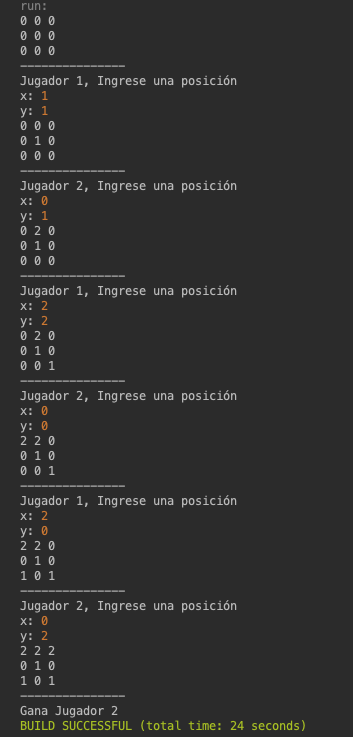 run:
0 0 0
0 0 0
0 0 0
---------------
Jugador 1, Ingrese una posición
x: 1
y: 1
0 0 0
0 1 0
0 0 0
---------------
Jugador 2, Ingrese una posición
x: 0
y: 1
0 2 0
0 1 0
0 0 0
---------------
Jugador 1, Ingrese una posición
x: 2
y: 2
0 2 0
0 1 0
0 0 1
---------------
Jugador 2, Ingrese una posición
x: 0
y: 0
2 2 0
0 1 0
0 0 1
---------------
Jugador 1, Ingrese una posición
x: 2
y: 0
2 2 0
0 1 0
1 0 1
---------------
Jugador 2, Ingrese una posición
x: 0
y: 2
2 2 2
0 1 0
1 0 1
---------------
Gana Jugador 2
BUILD SUCCESSFUL (total time: 24 seconds)